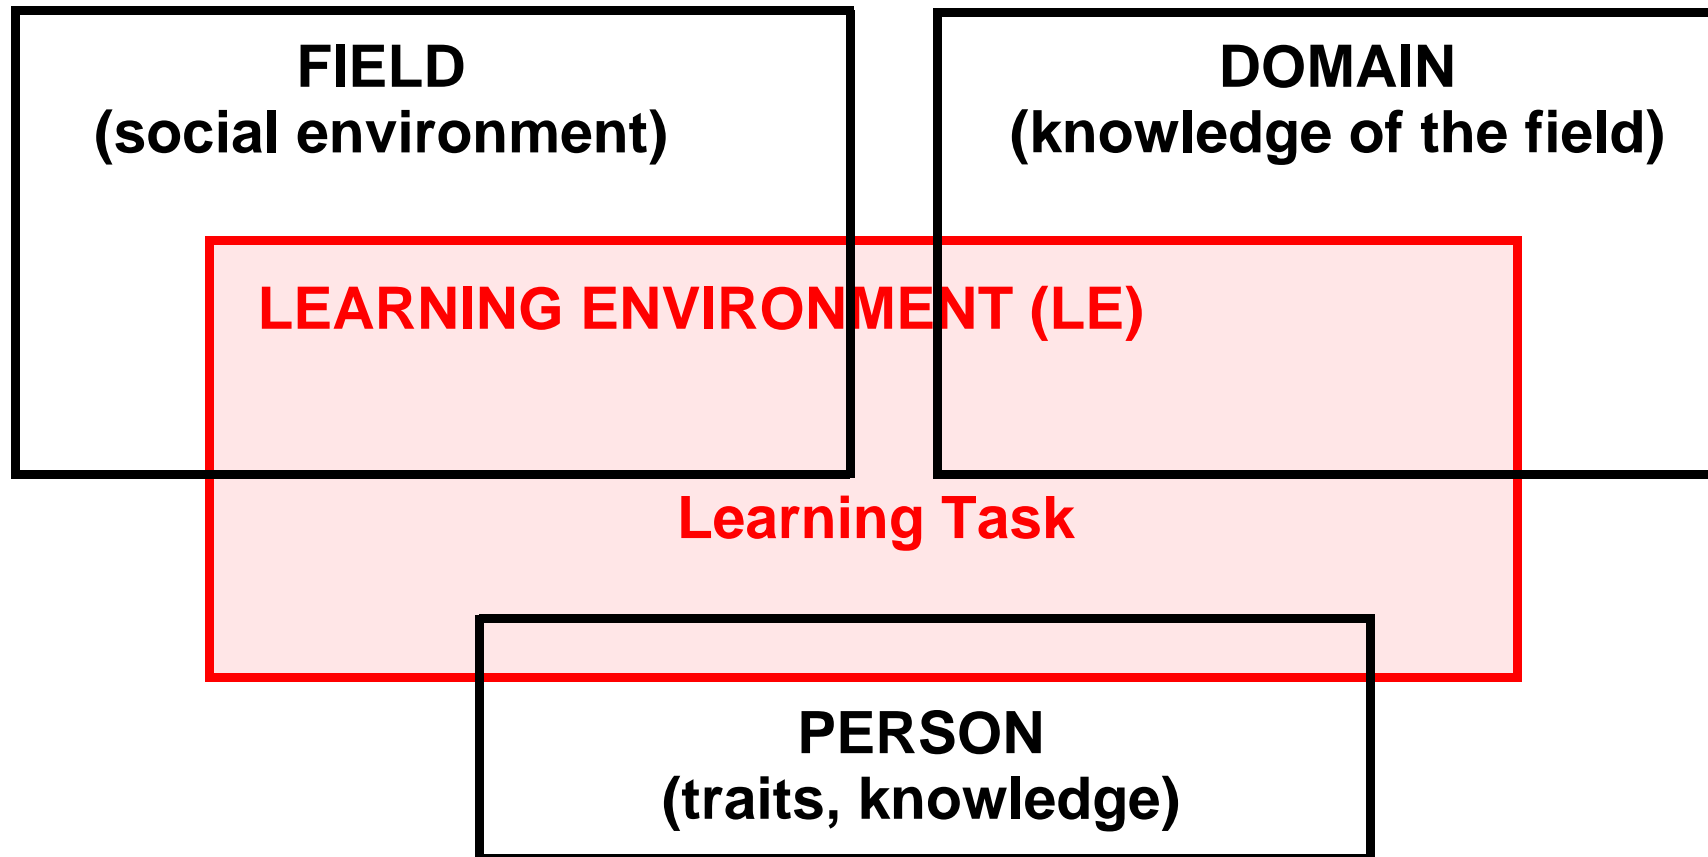 FIELD
(social environment)
DOMAIN
(knowledge of the field)
LEARNING ENVIRONMENT (LE)
Learning Task
PERSON
(traits, knowledge)